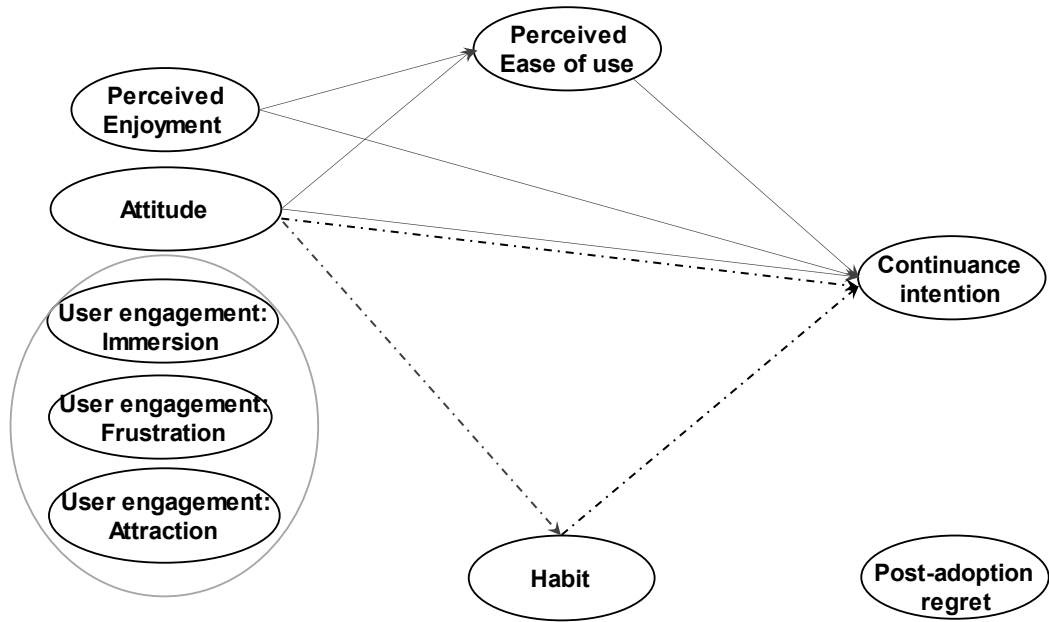 Perceived
Ease of use
Perceived
Enjoyment
Attitude
Continuance
intention
User engagement:
Immersion
User engagement:
Frustration
User engagement:
Attraction
Habit
Post-adoption
regret